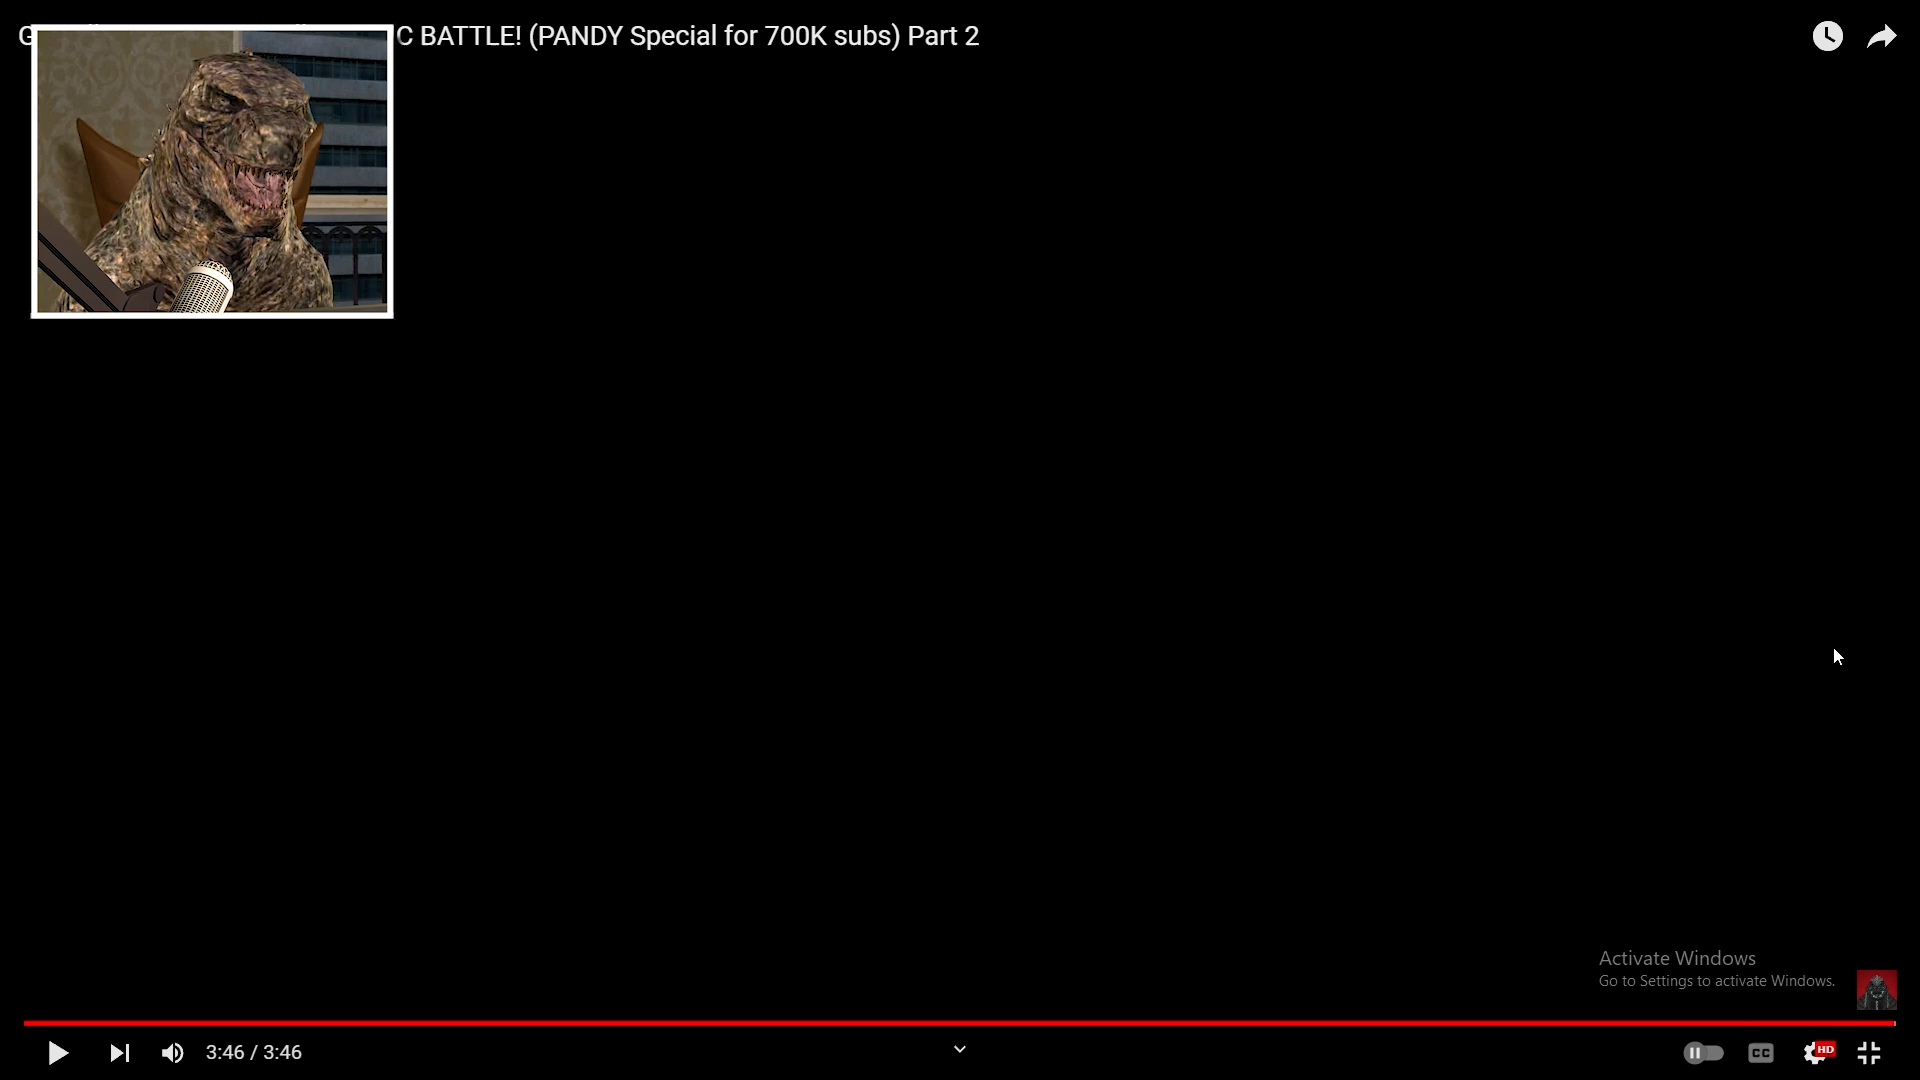 C BATTLE! (PANDY Special for 700K subs) Part 2
Activate Windows
Go to Settings to activate Windows.
3:46 / 3:46
CC
HD